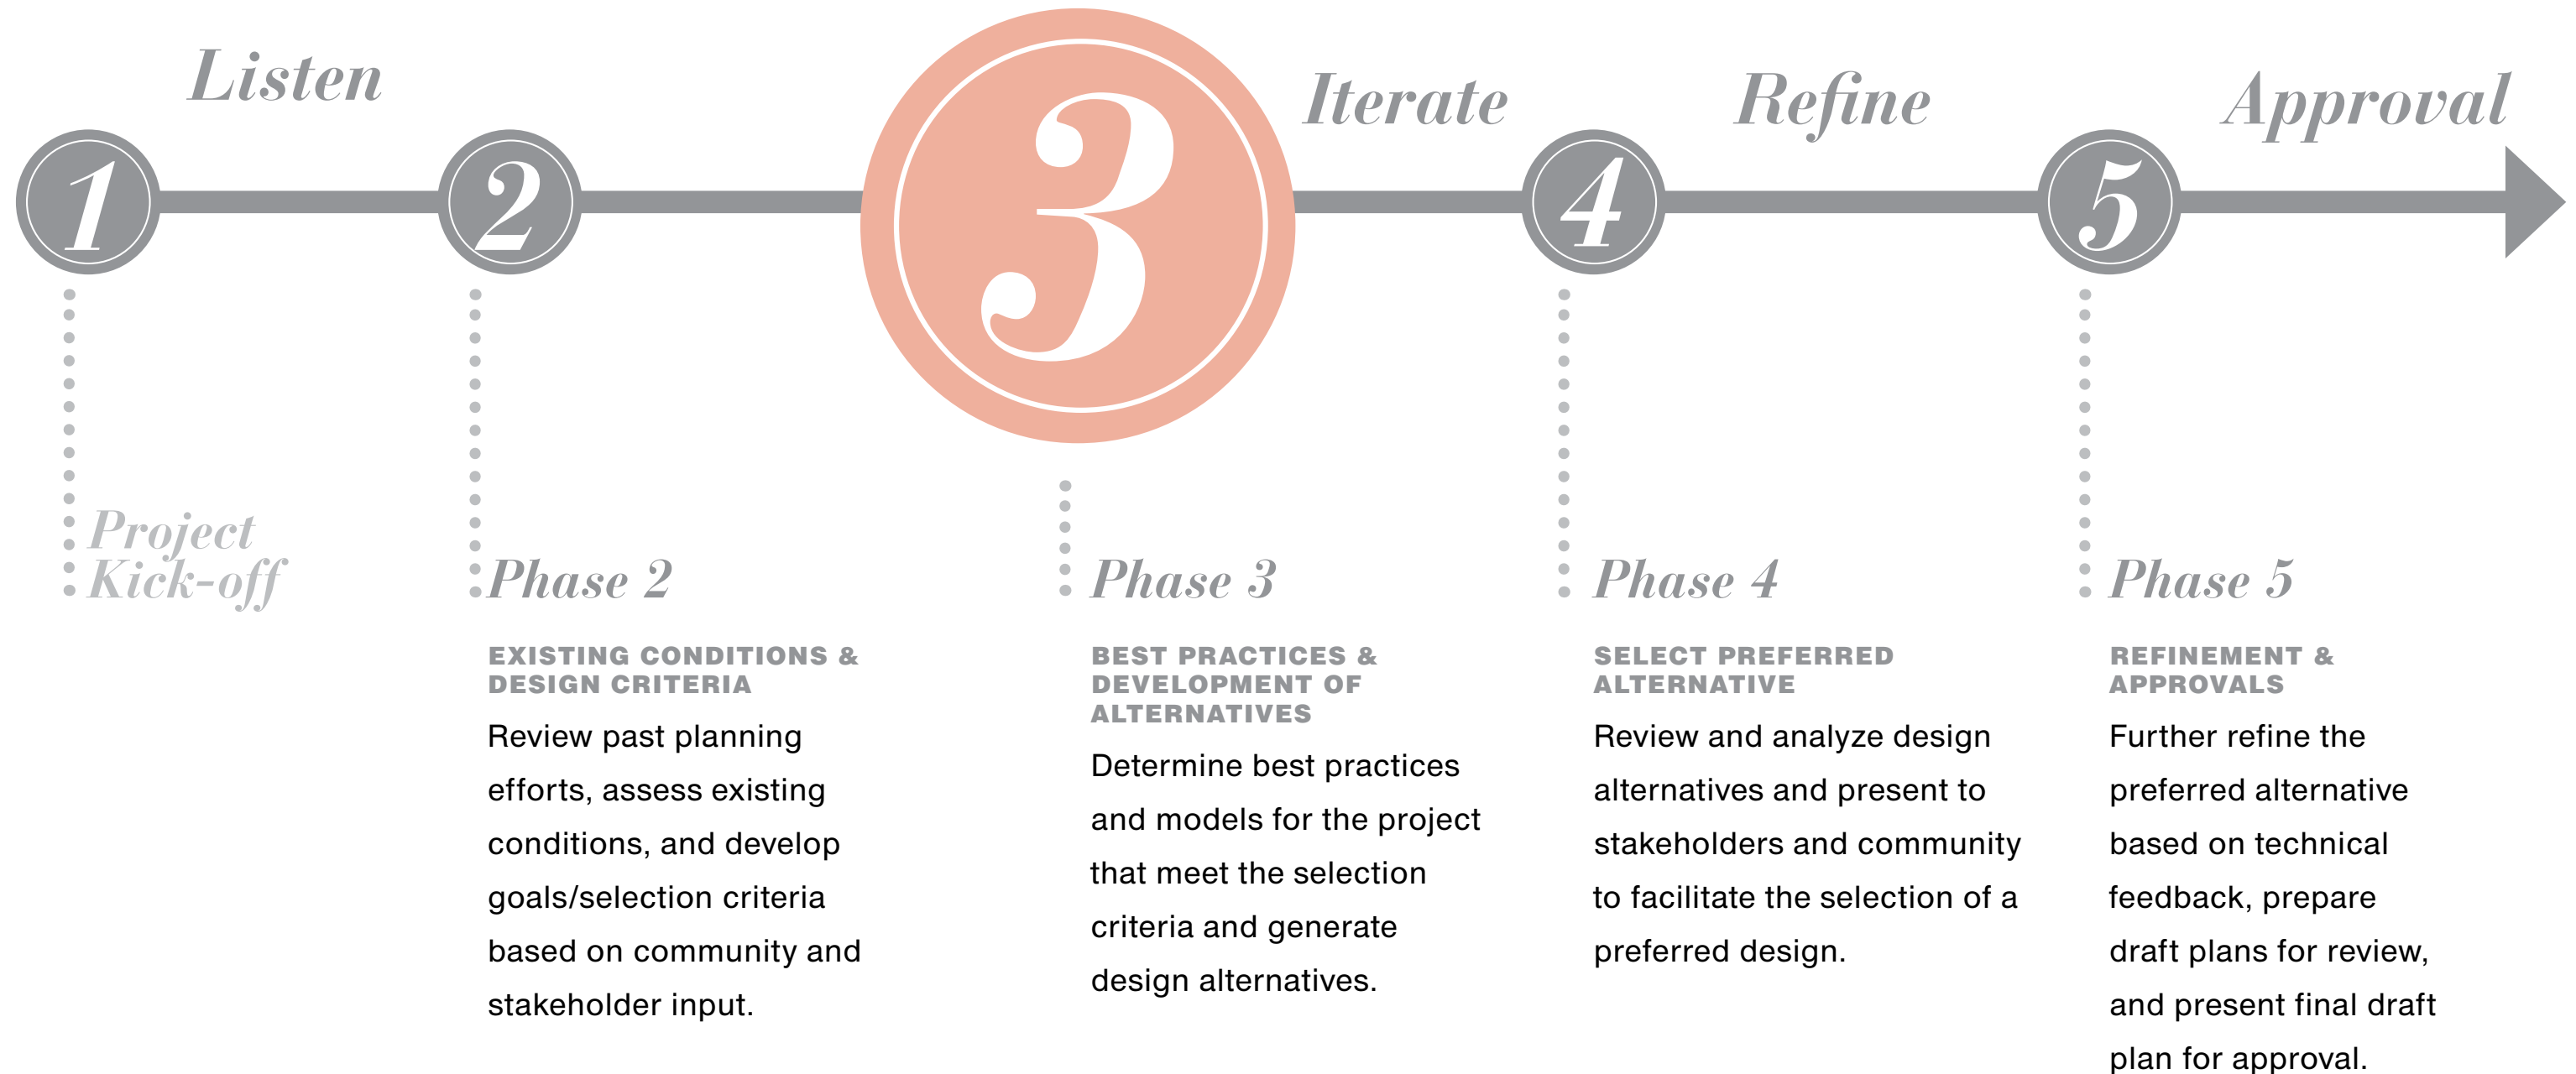 Listen
Iterate
Refine
Approval
1
2
3
4
5
Project
Kick-off
Phase 2
EXISTING CONDITIONS &
DESIGN CRITERIA
Review past planning
efforts, assess existing
conditions, and develop
goals/selection criteria
based on community and
stakeholder input.
Phase 3
BEST PRACTICES &
DEVELOPMENT OF
ALTERNATIVES
Determine best practices
and models for the project
that meet the selection
criteria and generate
design alternatives.
Phase 4
SELECT PREFERRED
ALTERNATIVE
Review and analyze design
alternatives and present to
stakeholders and community
to facilitate the selection of a
preferred design.
Phase 5
REFINEMENT &
APPROVALS
Further refine the
preferred alternative
based on technical
feedback, prepare
draft plans for review,
and present final draft
plan for approval.